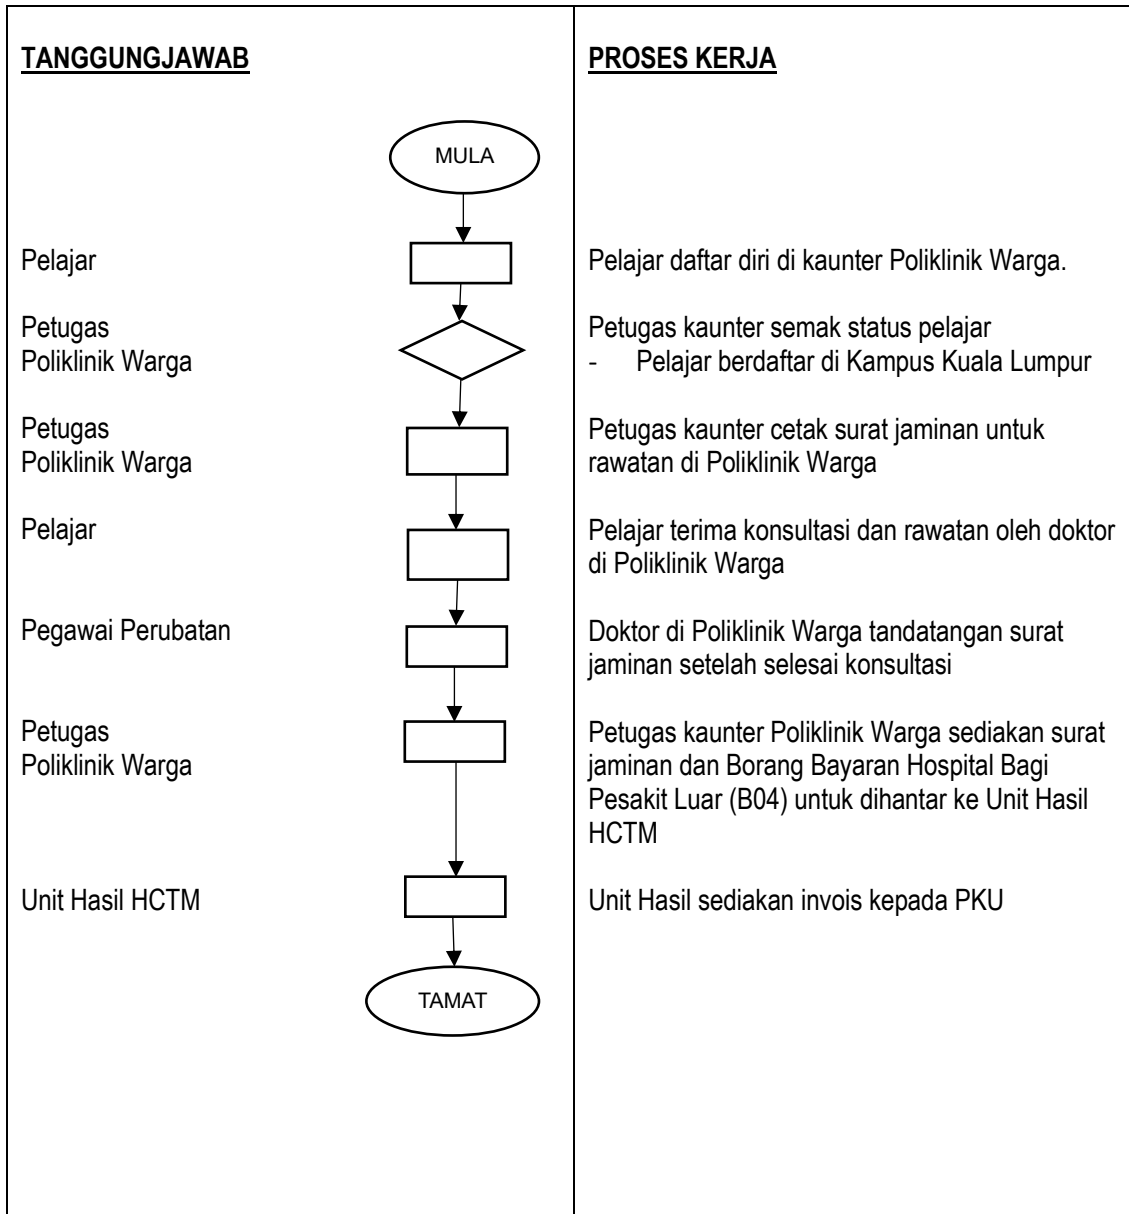 TANGGUNGJAWAB
PROSES KERJA
MULA
Pelajar
Pelajar daftar diri di kaunter Poliklinik Warga.
Petugas
Poliklinik Warga
Petugas kaunter semak status pelajar
- Pelajar berdaftar di Kampus Kuala Lumpur
Petugas
Poliklinik Warga
Petugas kaunter cetak surat jaminan untuk
rawatan di Poliklinik Warga
Pelajar
Pelajar terima konsultasi dan rawatan oleh doktor
di Poliklinik Warga
Pegawai Perubatan
Doktor di Poliklinik Warga tandatangan surat
jaminan setelah selesai konsultasi
Petugas
Poliklinik Warga
Petugas kaunter Poliklinik Warga sediakan surat
jaminan dan Borang Bayaran Hospital Bagi
Pesakit Luar (B04) untuk dihantar ke Unit Hasil
HCTM
Unit Hasil HCTM
Unit Hasil sediakan invois kepada PKU
TAMAT